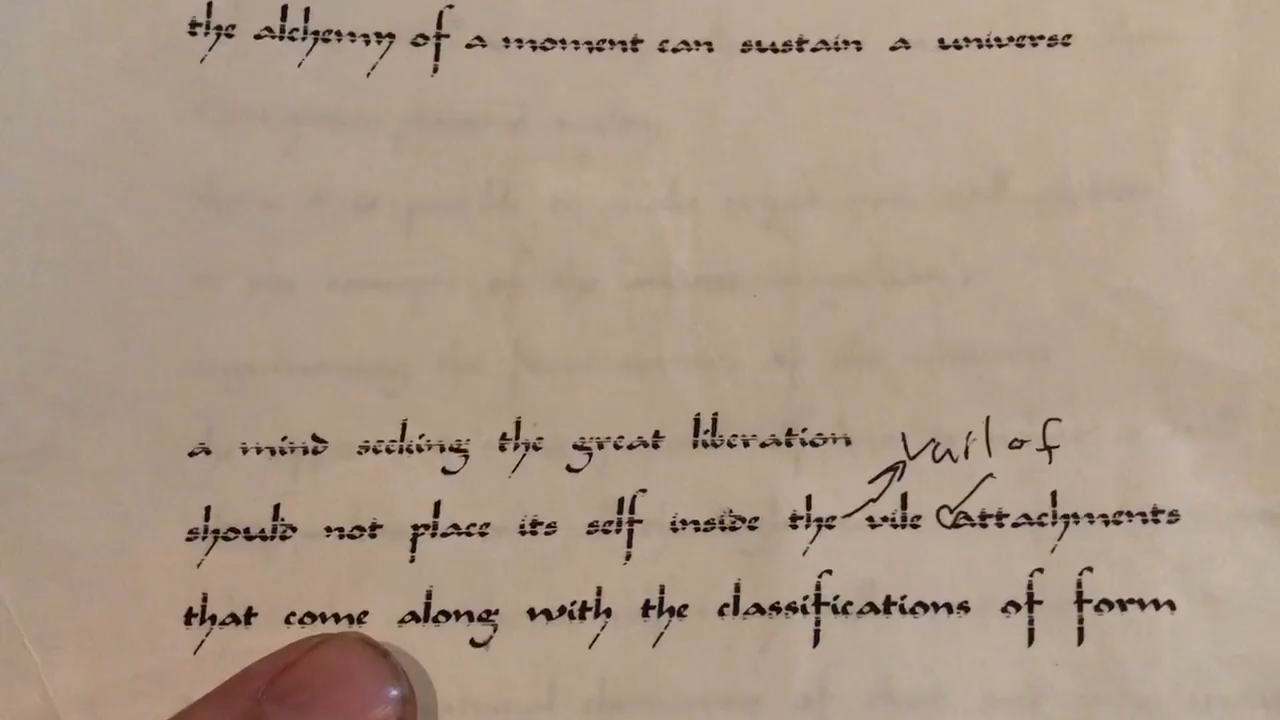 the alchemy of a moment can sustain a universe
a mind seeking the great liberation vail of
should not place its self inside the vile attachments
that come along with the classifications of form